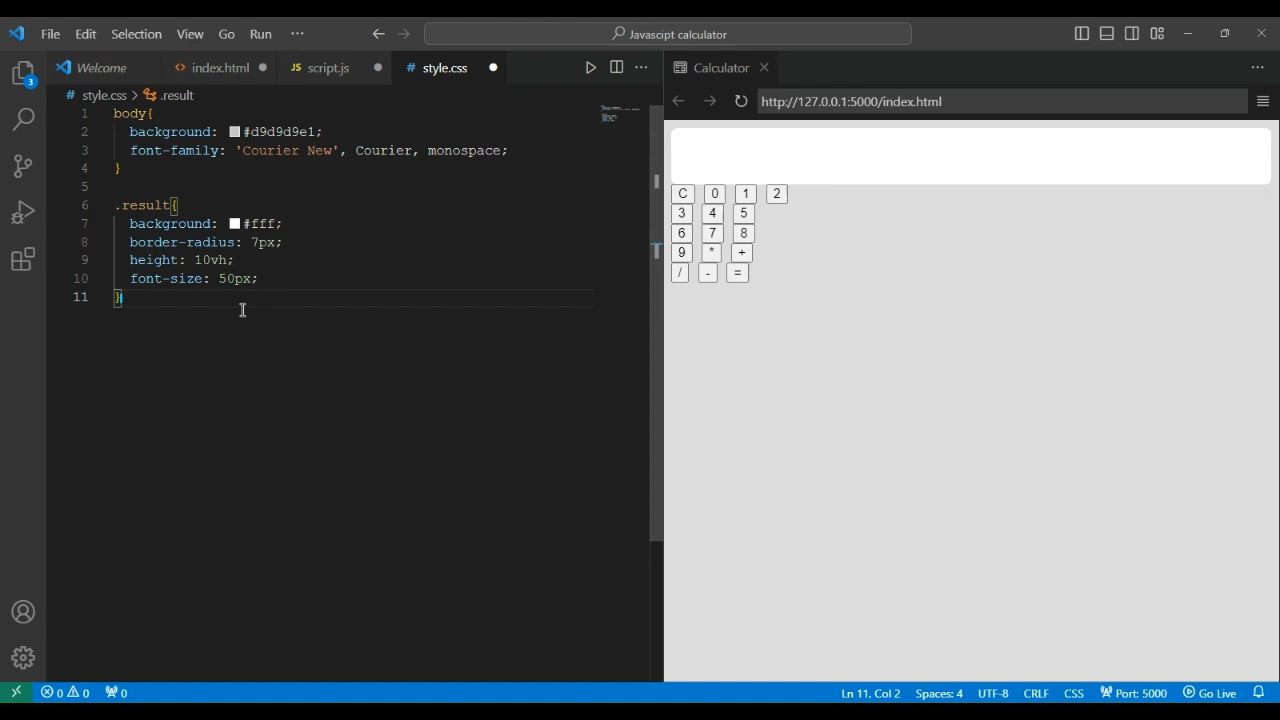 File Edit Selection View Go Run ···
Javascipt calculator
Welcome index.html JS script.js # style.css
Calculator
# style.css > .result
http://127.0.0.1:5000/index.html
3
1 body{
2 background: #d9d9d9e1;
3 font-family: 'Courier New', Courier, monospace;
4 }
5
6 .result{
7 background: #fff;
8 border-radius: 7px;
9 height: 10vh;
10 font-size: 50px;
11 }
C 0 1 2
3 4 5
6 7 8
9 * +
/ - =
0 0 0
Ln 11, Col 2 Spaces: 4 UTF-8 CRLF CSS Port: 5000 Go Live